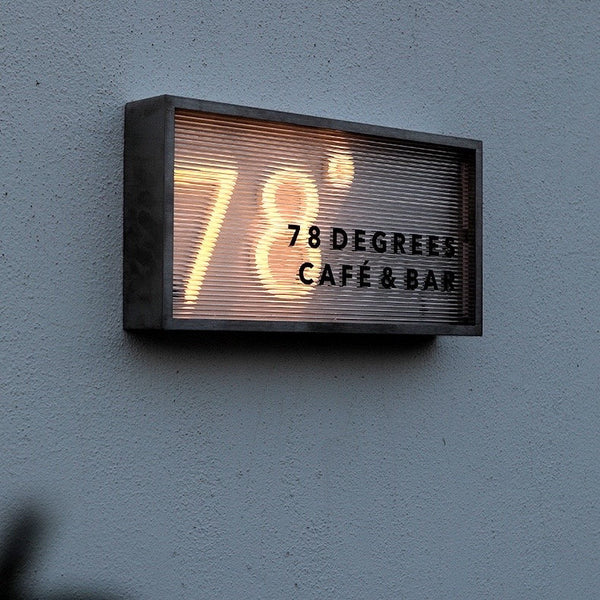 78°
78 DEGREES
CAFÉ & BAR